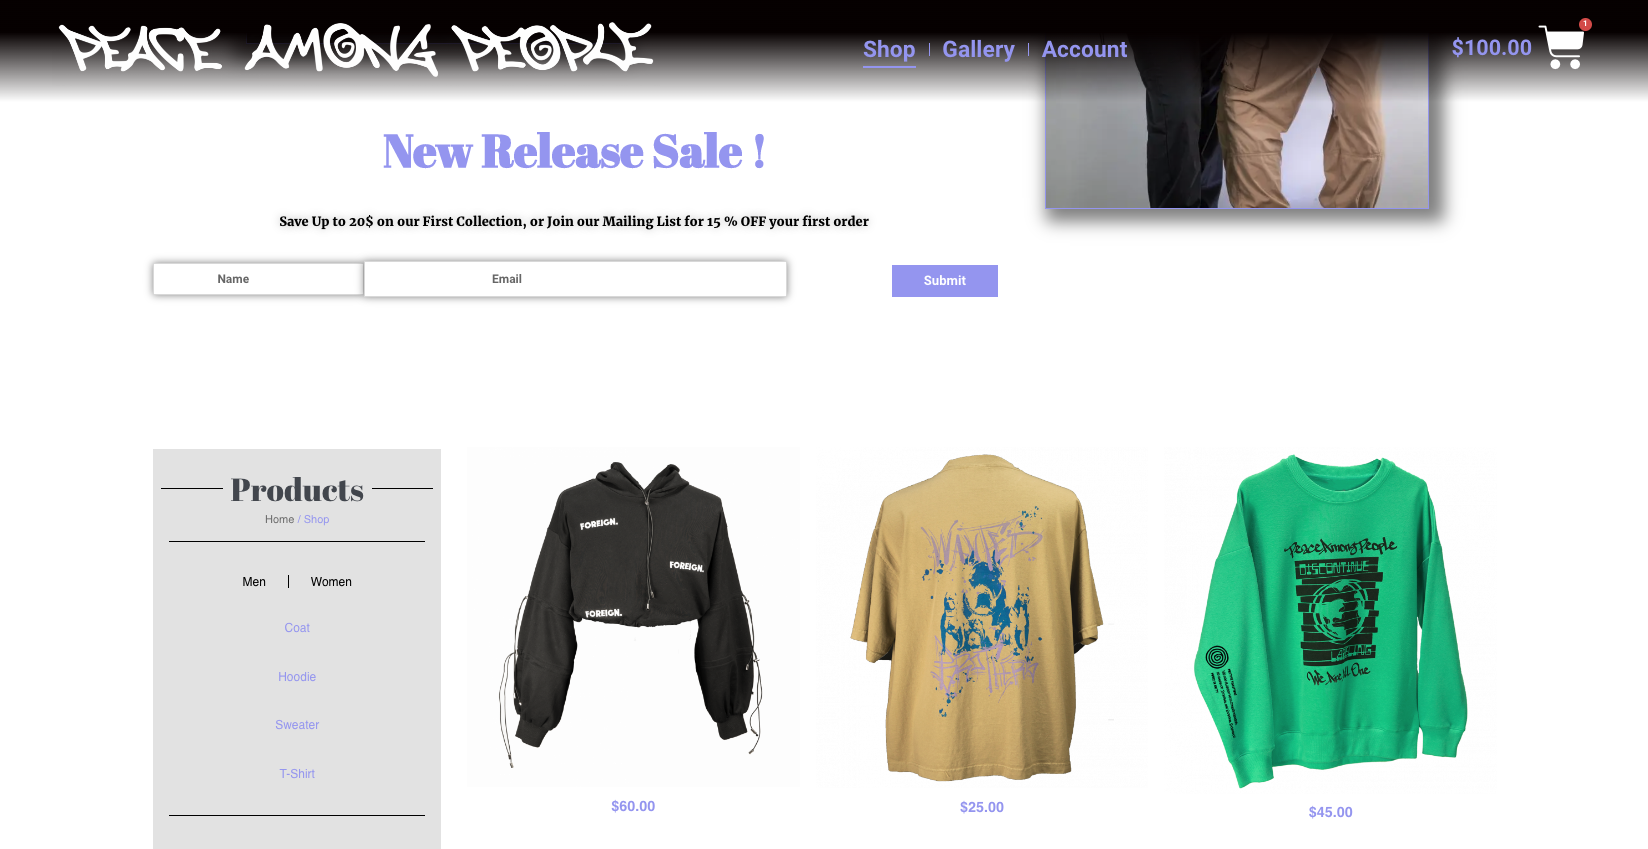 PEACE AMONG PEOPLE
Shop
Gallery
Account
$100.00
1
New Release Sale !
Save Up to 20$ on our First Collection, or Join our Mailing List for 15 % OFF your first order
Name
Email
Submit
Products
Home / Shop
Men
Women
Coat
Hoodie
Sweater
T-Shirt
FOREIGN.
FOREIGN.
FOREIGN.
$60.00
WANTED
$25.00
PeaceAmongPeople
DISCONTINUE
LABELING
We Are All One
$45.00